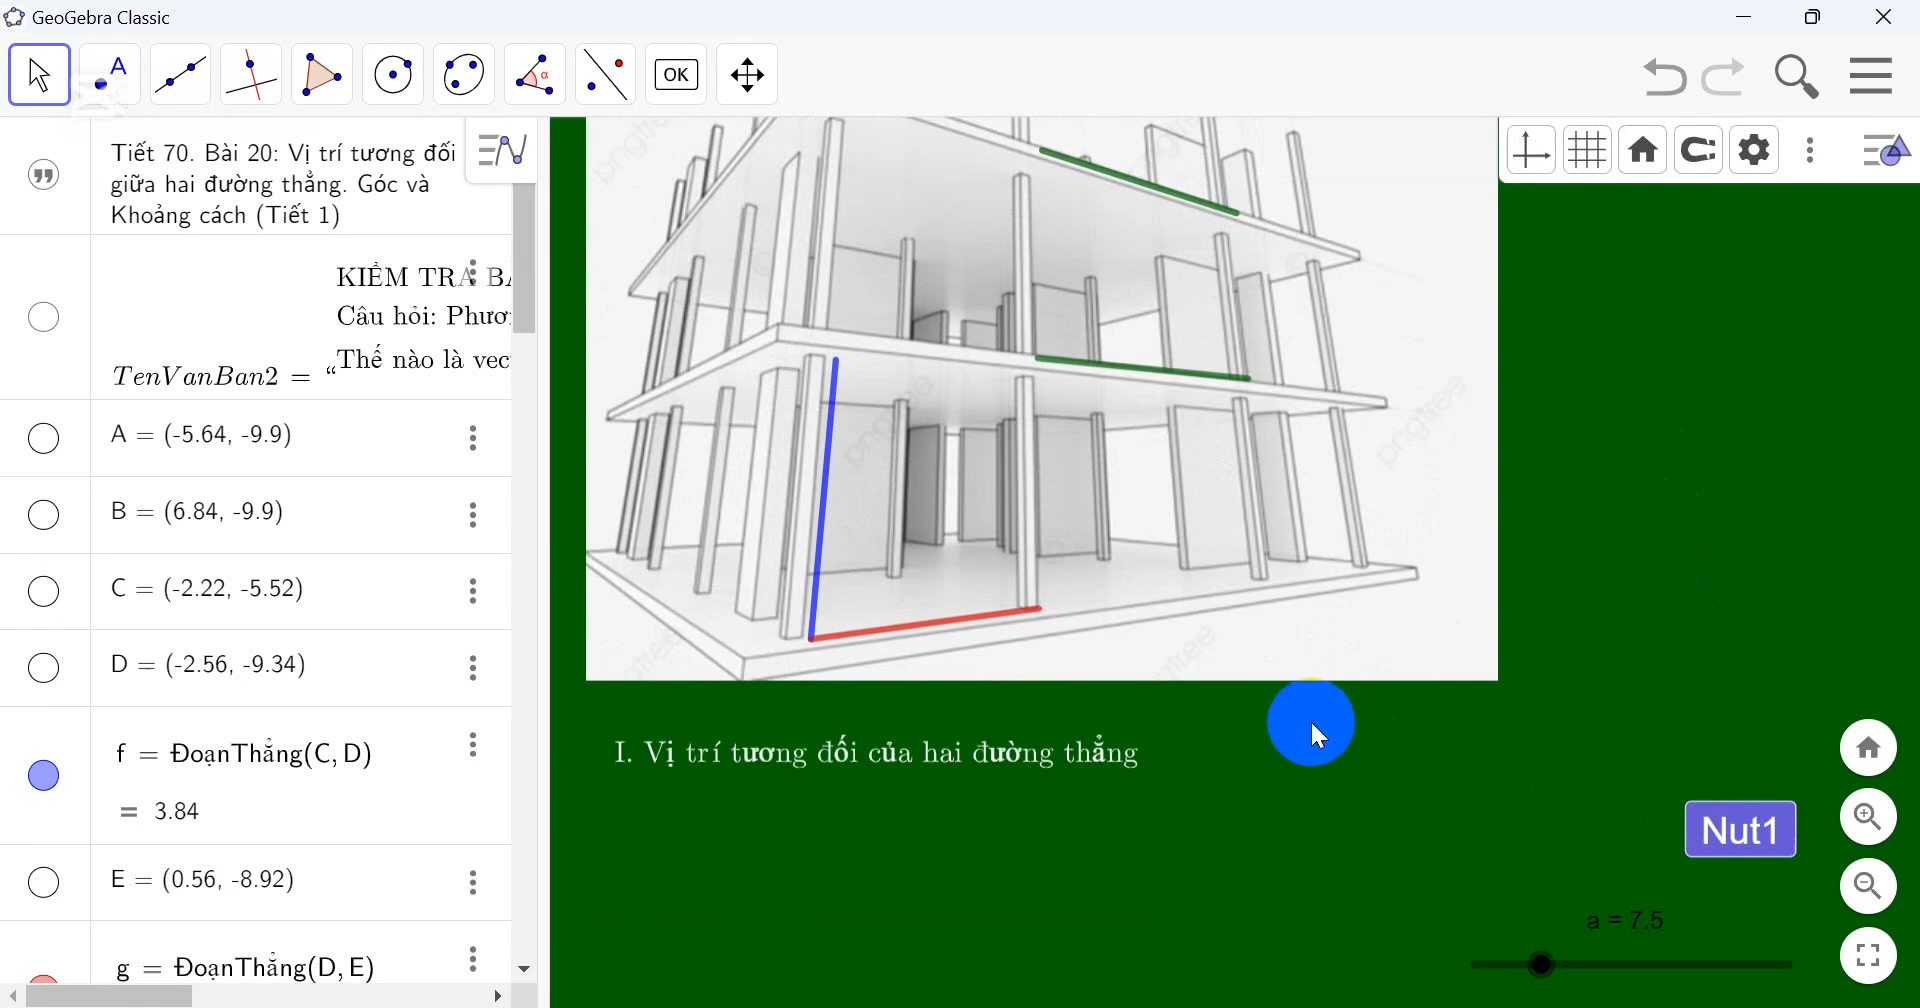 GeoGebra Classic
A
α
OK
Tiết 70. Bài 20: Vị trí tương đối
giữa hai đường thẳng. Góc và
Khoảng cách (Tiết 1)
KIỂM TRA BÀ
Câu hỏi: Phươ
Thế nào là vec
TenVanBan2 = “
A = (-5.64, -9.9)
B = (6.84, -9.9)
C = (-2.22, -5.52)
D = (-2.56, -9.34)
f = ĐoạnThẳng(C, D)
= 3.84
E = (0.56, -8.92)
g = ĐoạnThẳng(D, E)
pngtree
pngtree
I. Vị trí tương đối của hai đường thẳng
Nut1
a = 7.5